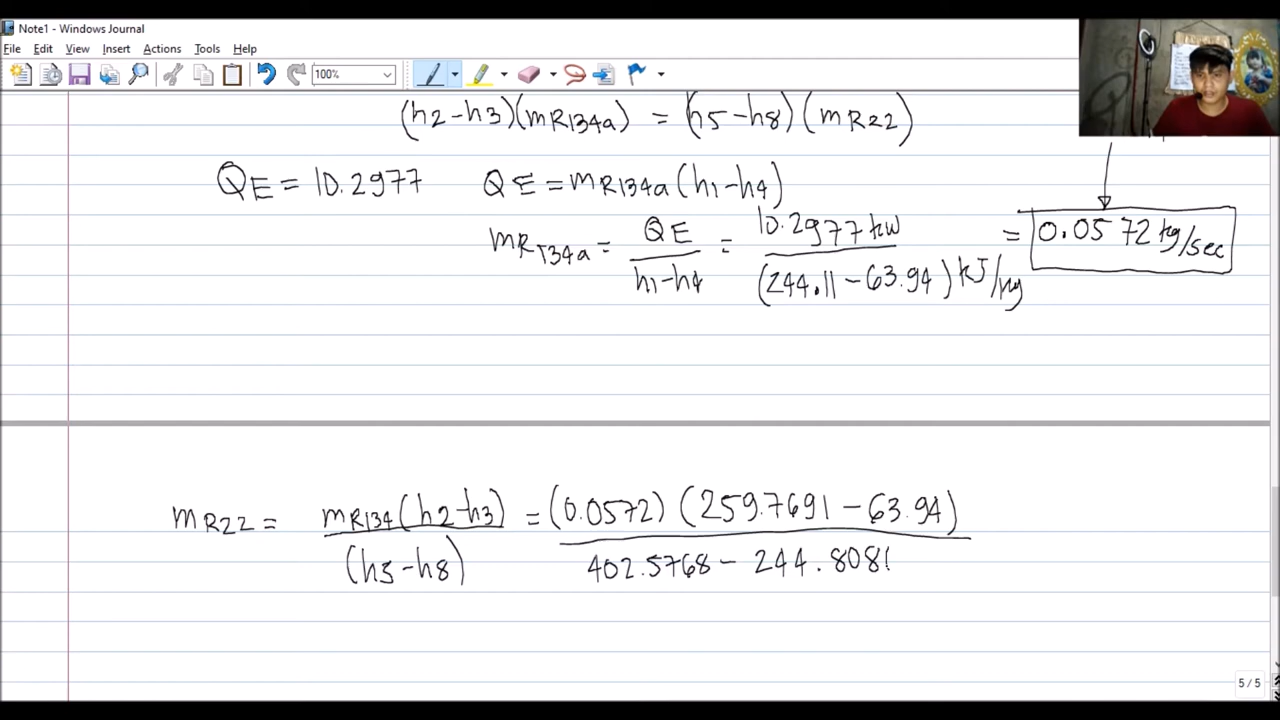 Note1 - Windows Journal
File Edit View Insert Actions Tools Help
100%
(h2-h3)(mR134a) = (h5-h8)(mR22)
QE = 10.2977 QE = mR134a(h1-h4)
mR134a = QE / h1-h4 = 10.2977 kW / (244.11-63.94) kJ/kg = 0.0572 kg/sec
mR22 = mR134(h2-h3) / (h5-h8) = (0.0572)(259.7691-63.94) / 402.5768-244.8081
5/5